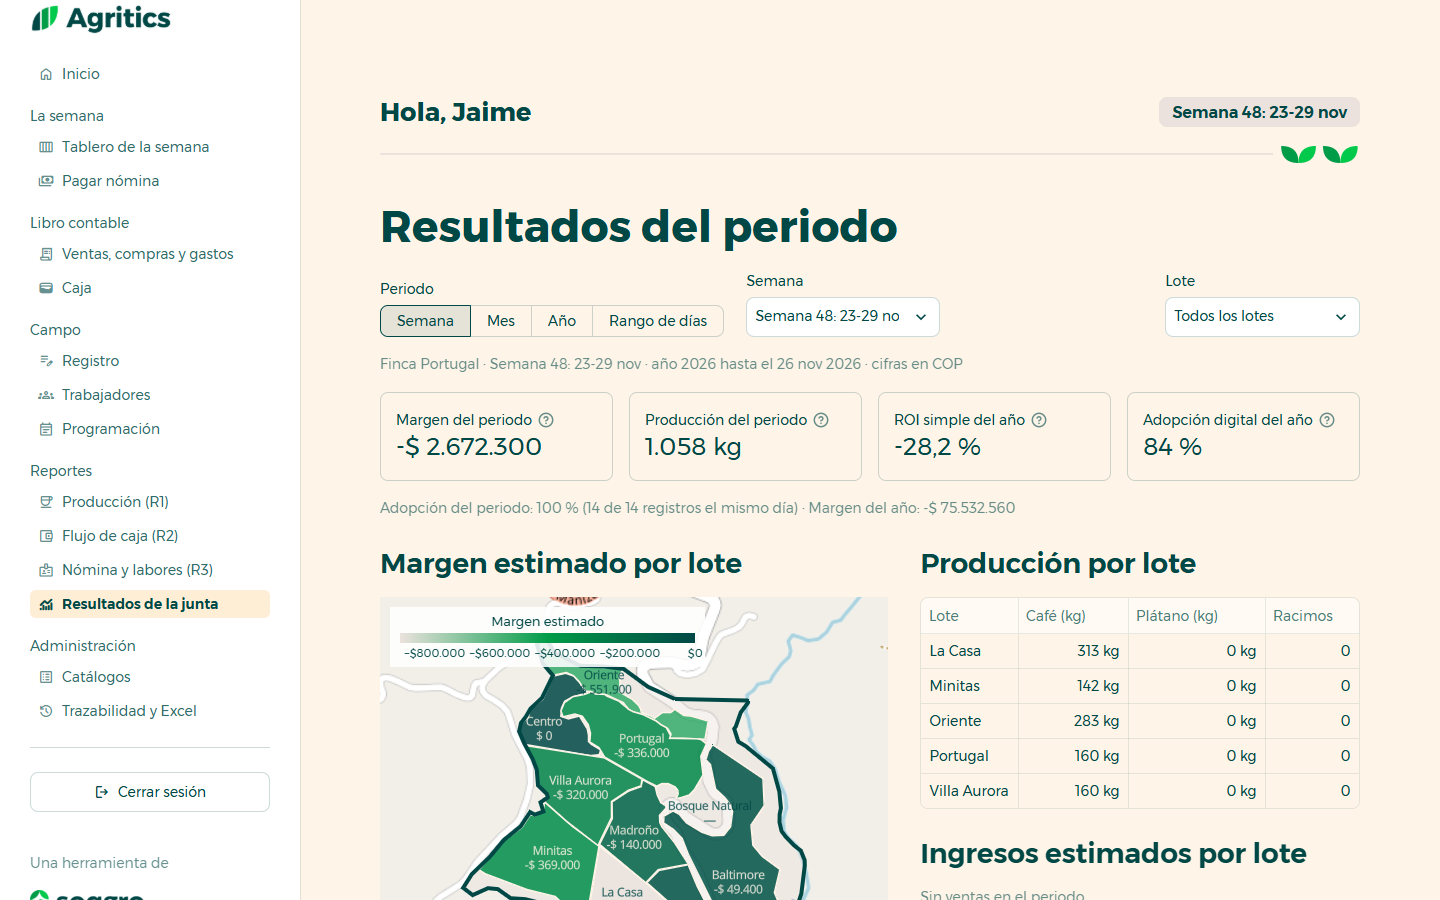 Agritics
Inicio
La semana
Tablero de la semana
Pagar nómina
Libro contable
Ventas, compras y gastos
Caja
Campo
Registro
Trabajadores
Programación
Reportes
Producción (R1)
Flujo de caja (R2)
Nómina y labores (R3)
Resultados de la junta
Administración
Catálogos
Trazabilidad y Excel
Cerrar sesión
Una herramienta de
Hola, Jaime
Semana 48: 23-29 nov
Resultados del periodo
Periodo
Semana Mes Año Rango de días
Semana
Semana 48: 23-29 no
Lote
Todos los lotes
Finca Portugal · Semana 48: 23-29 nov · año 2026 hasta el 26 nov 2026 · cifras en COP
Margen del periodo ?
-$ 2.672.300
Producción del periodo ?
1.058 kg
ROI simple del año ?
-28,2 %
Adopción digital del año ?
84 %
Adopción del periodo: 100 % (14 de 14 registros el mismo día) · Margen del año: -$ 75.532.560
Margen estimado por lote
Margen estimado
−$800.000 −$600.000 −$400.000 −$200.000 $0
Oriente
-$ 551.900
Centro
$ 0
Portugal
-$ 336.000
Villa Aurora
-$ 320.000
Bosque Natural
—
Madroño
-$ 140.000
Minitas
-$ 369.000
Baltimore
-$ 49.400
La Casa
Producción por lote
Lote Café (kg) Plátano (kg) Racimos
La Casa 313 kg 0 kg 0
Minitas 142 kg 0 kg 0
Oriente 283 kg 0 kg 0
Portugal 160 kg 0 kg 0
Villa Aurora 160 kg 0 kg 0
Ingresos estimados por lote
Sin ventas en el periodo